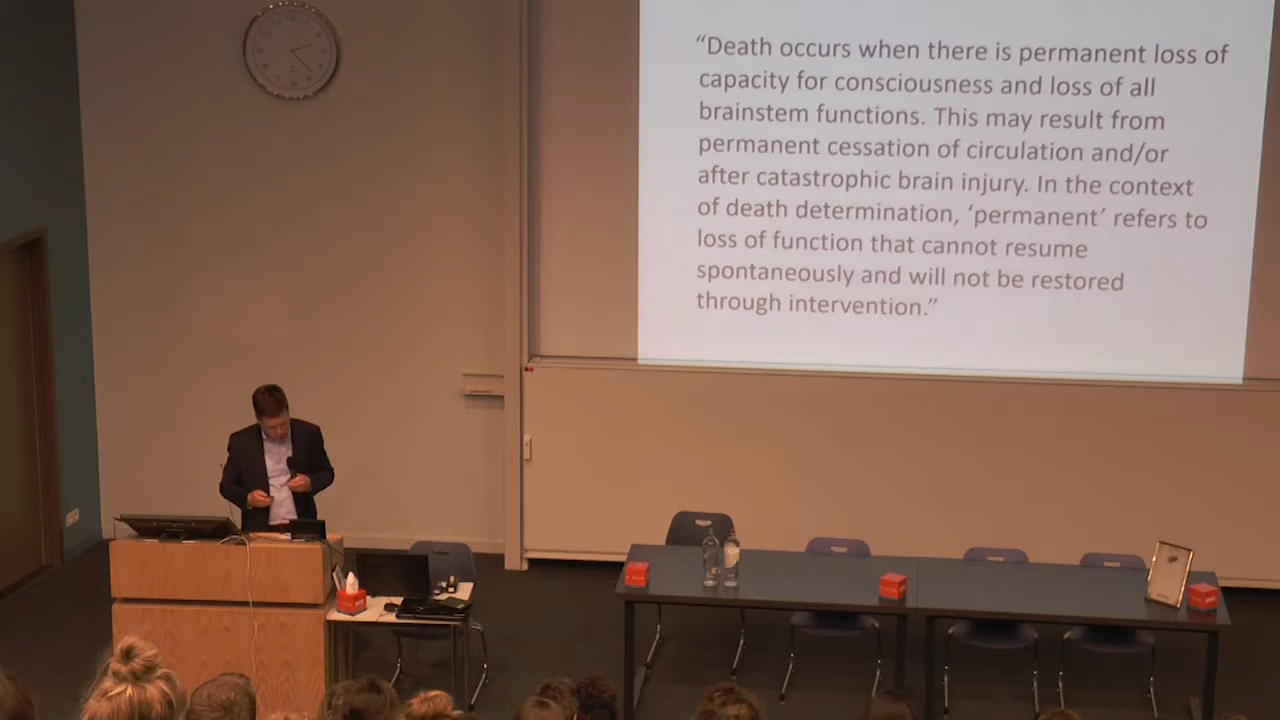 “Death occurs when there is permanent loss of
capacity for consciousness and loss of all
brainstem functions. This may result from
permanent cessation of circulation and/or
after catastrophic brain injury. In the context
of death determination, ‘permanent’ refers to
loss of function that cannot resume
spontaneously and will not be restored
through intervention.”